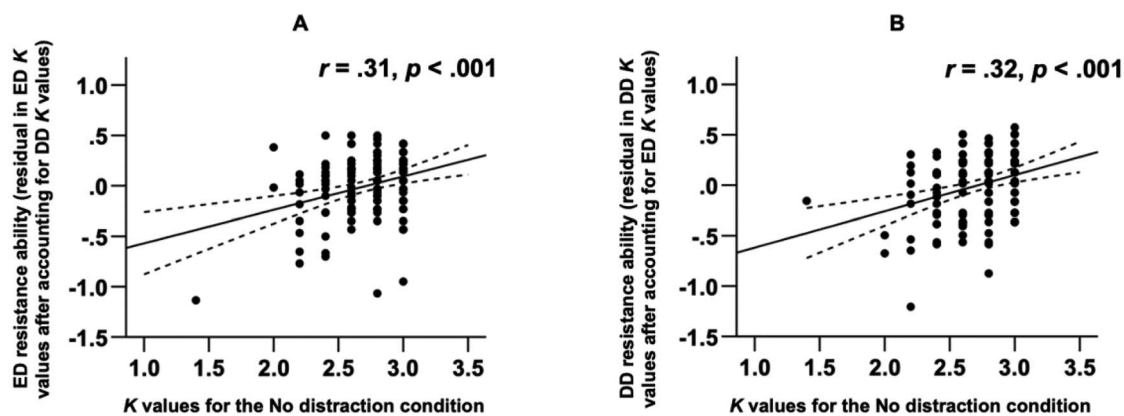 A
r = .31, p < .001
ED resistance ability (residual in ED K
values after accounting for DD K values)
1.0
.5
.0
-.5
-1.0
-1.5
1.0 1.5 2.0 2.5 3.0 3.5
K values for the No distraction condition
B
r = .32, p < .001
DD resistance ability (residual in DD K
values after accounting for ED K values)
1.0
.5
.0
-.5
-1.0
-1.5
1.0 1.5 2.0 2.5 3.0 3.5
K values for the No distraction condition